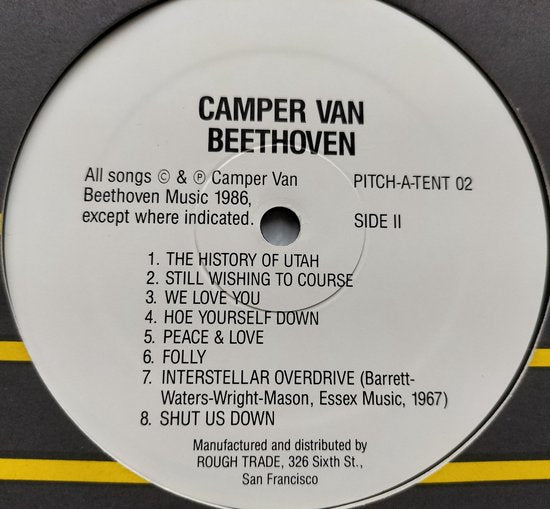 CAMPER VAN
BEETHOVEN
All songs © & ℗ Camper Van
Beethoven Music 1986,
except where indicated.
PITCH-A-TENT 02
SIDE II
1. THE HISTORY OF UTAH
2. STILL WISHING TO COURSE
3. WE LOVE YOU
4. HOE YOURSELF DOWN
5. PEACE & LOVE
6. FOLLY
7. INTERSTELLAR OVERDRIVE (Barrett-
Waters-Wright-Mason, Essex Music, 1967)
8. SHUT US DOWN
Manufactured and distributed by
ROUGH TRADE, 326 Sixth St.,
San Francisco